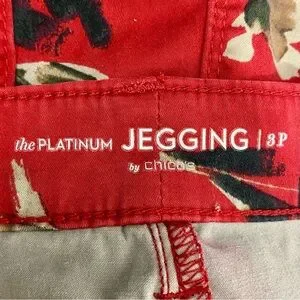 the PLATINUM JEGGING | 3P
by chico's